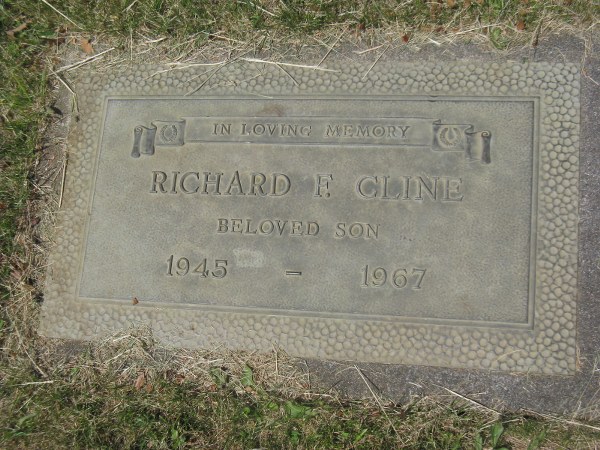 IN LOVING MEMORY
RICHARD F. CLINE
BELOVED SON
1945 – 1967